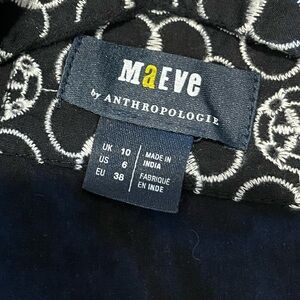 MaEVe
by ANTHROPOLOGIE
UK 10
US 6
EU 38
MADE IN
INDIA
FABRIQUÉ
EN INDE